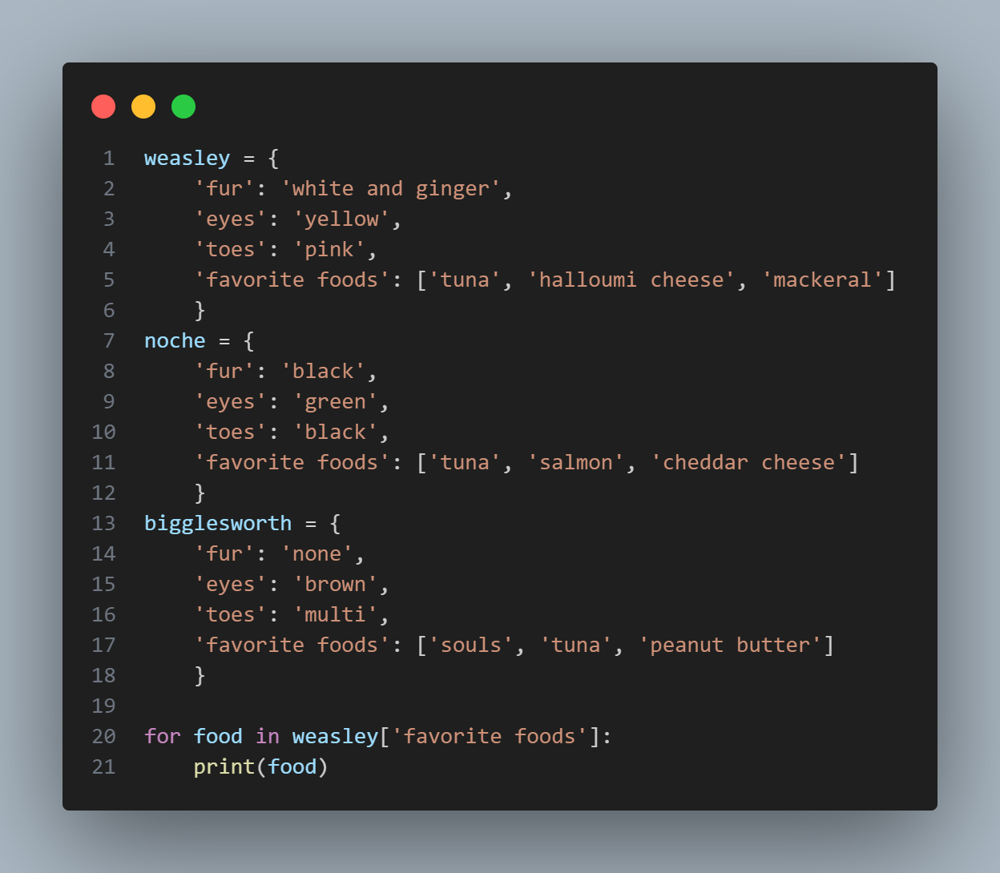 1 weasley = {
2     'fur': 'white and ginger',
3     'eyes': 'yellow',
4     'toes': 'pink',
5     'favorite foods': ['tuna', 'halloumi cheese', 'mackeral']
6     }
7 noche = {
8     'fur': 'black',
9     'eyes': 'green',
10     'toes': 'black',
11     'favorite foods': ['tuna', 'salmon', 'cheddar cheese']
12     }
13 bigglesworth = {
14     'fur': 'none',
15     'eyes': 'brown',
16     'toes': 'multi',
17     'favorite foods': ['souls', 'tuna', 'peanut butter']
18     }
19
20 for food in weasley['favorite foods']:
21     print(food)